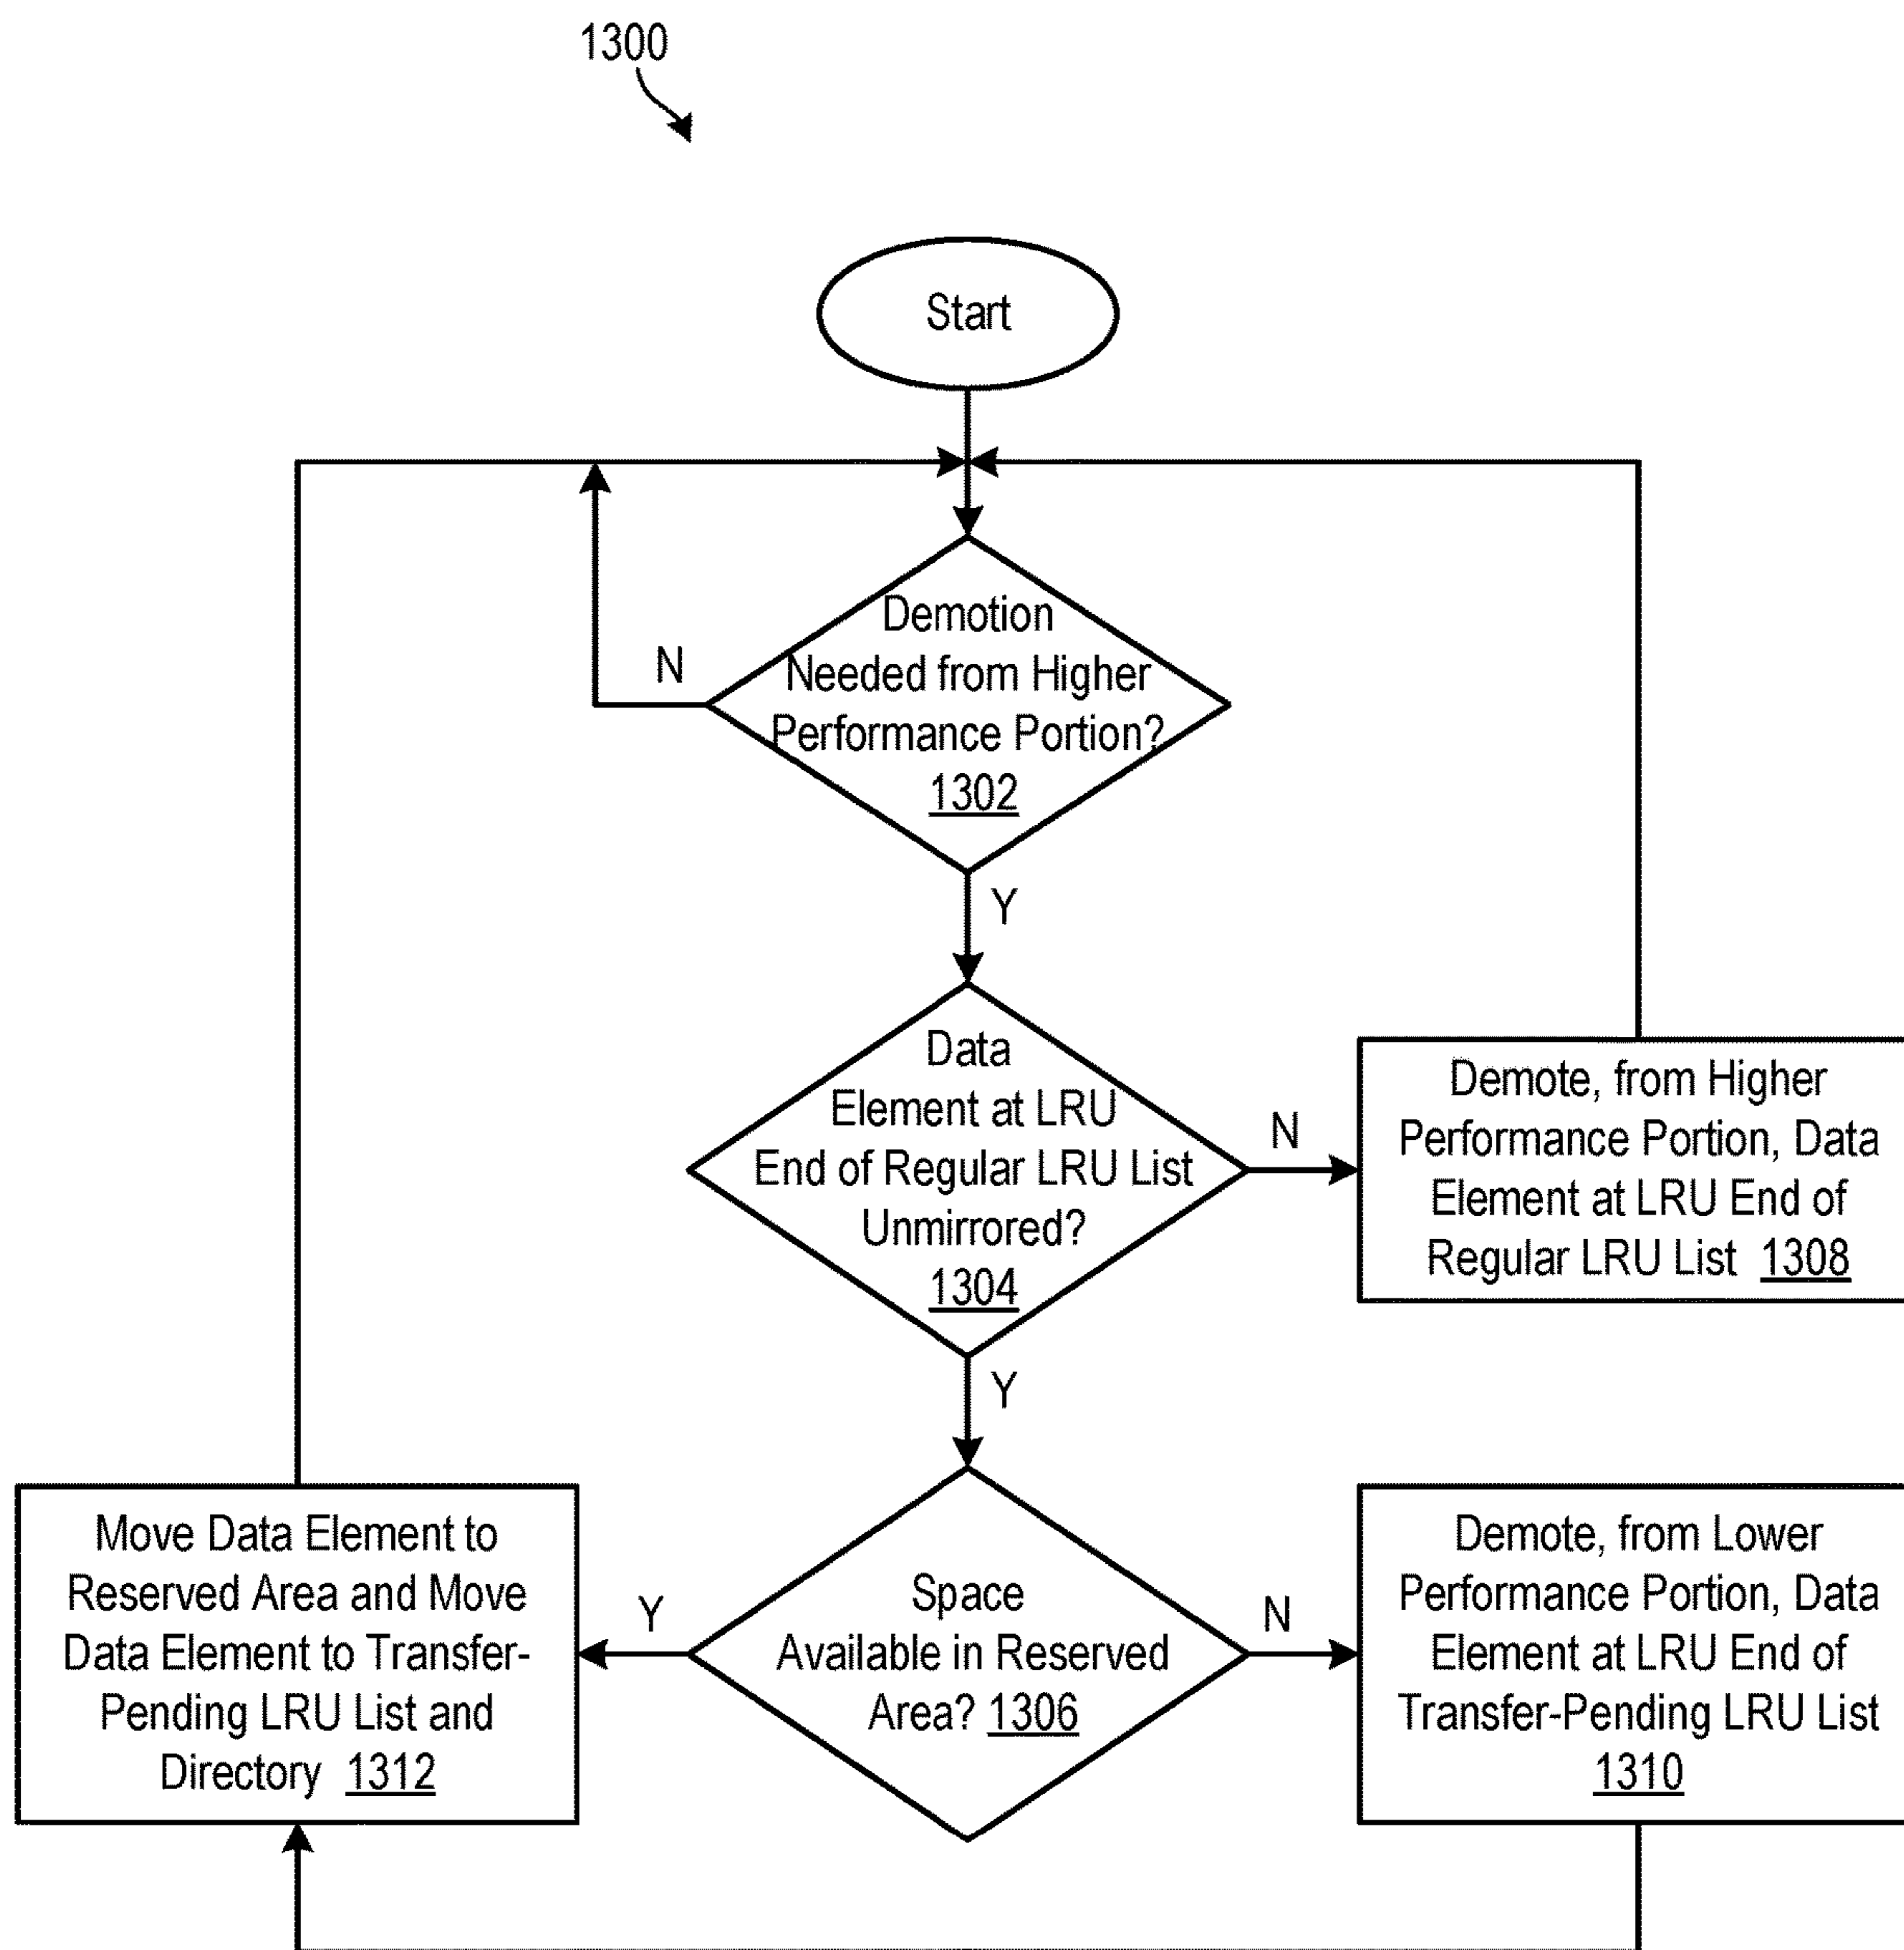 1300
Start
Demotion
Needed from Higher
Performance Portion?
1302
N
Y
Data
Element at LRU
End of Regular LRU List
Unmirrored?
1304
N
Demote, from Higher
Performance Portion, Data
Element at LRU End of
Regular LRU List 1308
Y
Space
Available in Reserved
Area? 1306
Y
Move Data Element to
Reserved Area and Move
Data Element to Transfer-
Pending LRU List and
Directory 1312
N
Demote, from Lower
Performance Portion, Data
Element at LRU End of
Transfer-Pending LRU List
1310